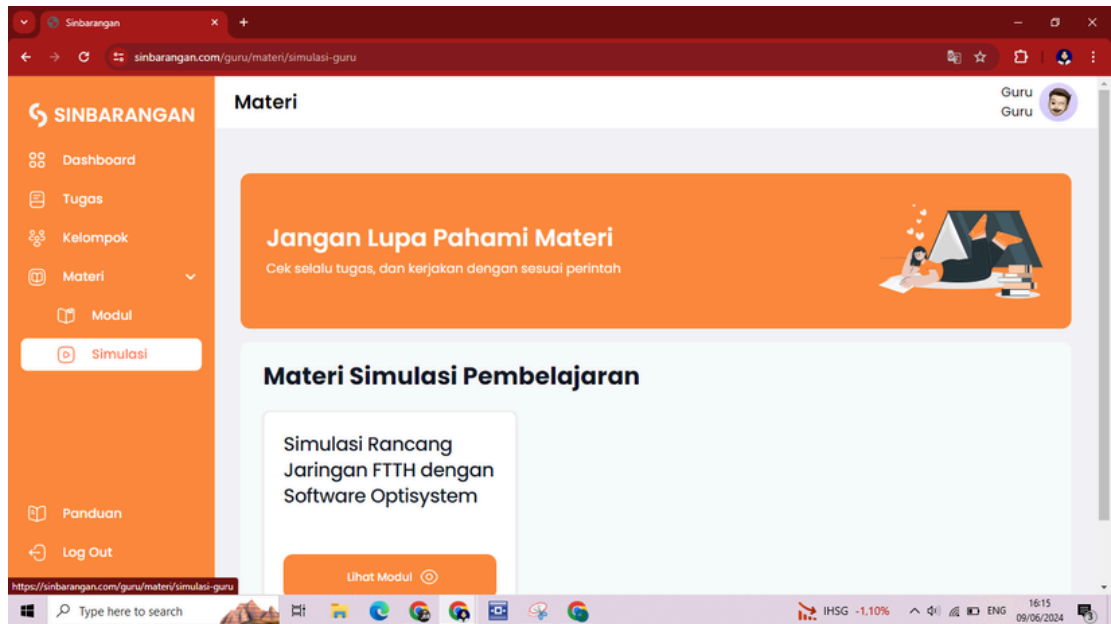 Sinbarangan
sinbarangan.com/guru/materi/simulasi-guru
SINBARANGAN
Dashboard
Tugas
Kelompok
Materi
Modul
Simulasi
Panduan
Log Out
Materi
Guru
Guru
Jangan Lupa Pahami Materi
Cek selalu tugas, dan kerjakan dengan sesuai perintah
Materi Simulasi Pembelajaran
Simulasi Rancang
Jaringan FTTH dengan
Software Optisystem
Lihat Modul
https://sinbarangan.com/guru/materi/simulasi-guru
Type here to search
IHSG -1,10%
ENG
16:15
09/06/2024
3